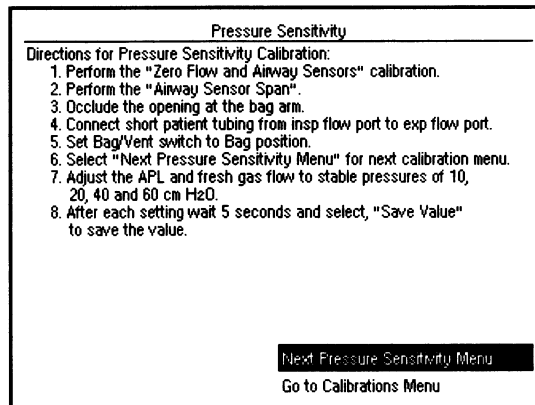 Pressure Sensitivity
Directions for Pressure Sensitivity Calibration:
1. Perform the "Zero Flow and Airway Sensors" calibration.
2. Perform the "Airway Sensor Span".
3. Occlude the opening at the bag arm.
4. Connect short patient tubing from insp flow port to exp flow port.
5. Set Bag/Vent switch to Bag position.
6. Select "Next Pressure Sensitivity Menu" for next calibration menu.
7. Adjust the APL and fresh gas flow to stable pressures of 10,
20, 40 and 60 cm H2O.
8. After each setting wait 5 seconds and select, "Save Value"
to save the value.
Next Pressure Sensitivity Menu
Go to Calibrations Menu